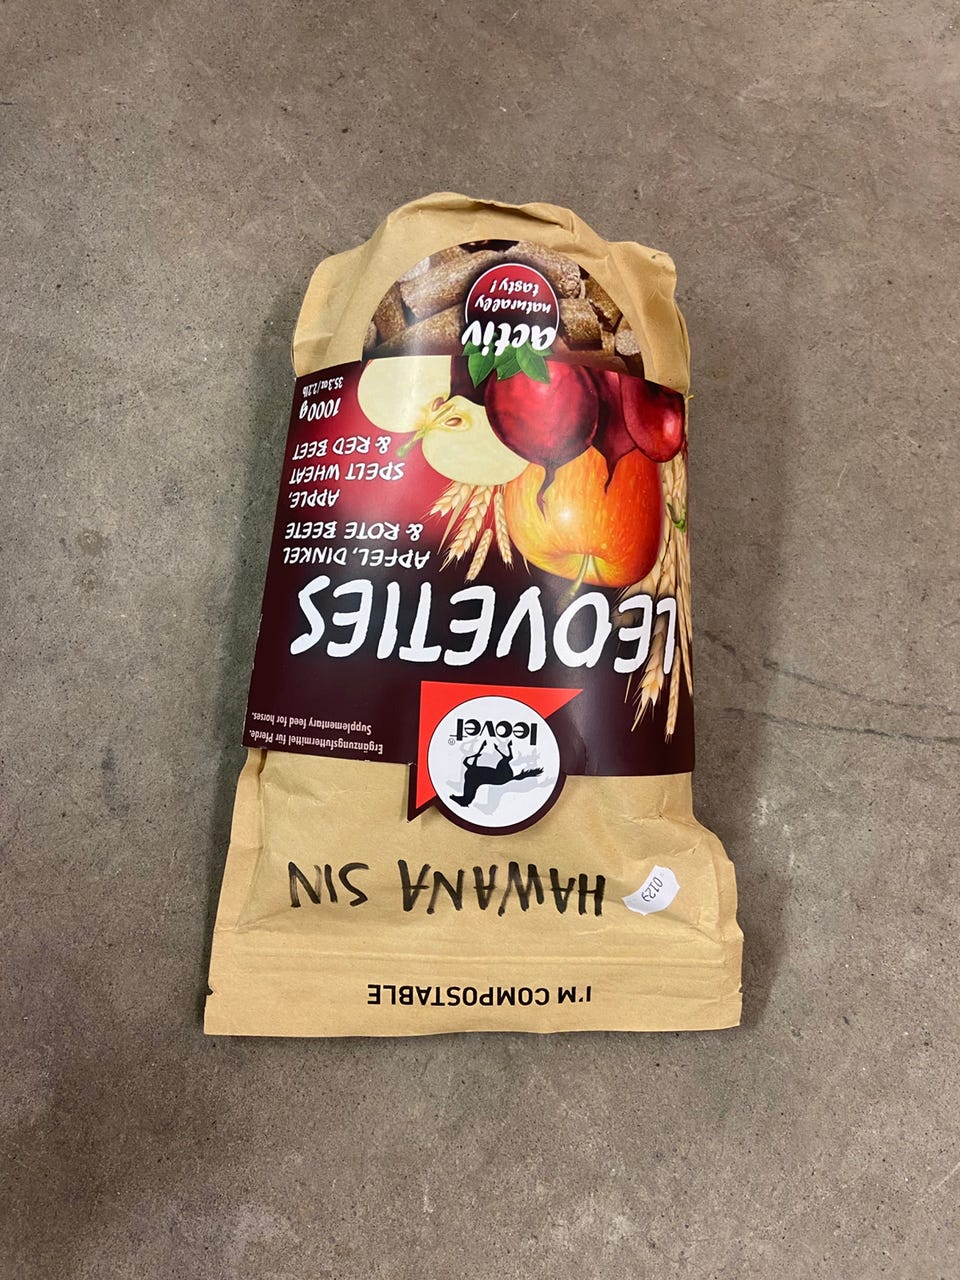 I'M COMPOSTABLE
HAWANA SIN
0129
leovet®
Ergänzungsfuttermittel für Pferde.
Supplementary feed for horses.
LEOVETIES
APFEL, DINKEL
& ROTE BEETE
APPLE,
SPELT WHEAT
& RED BEET
1000g
35.3oz/2.2lb
activ
naturally
tasty!